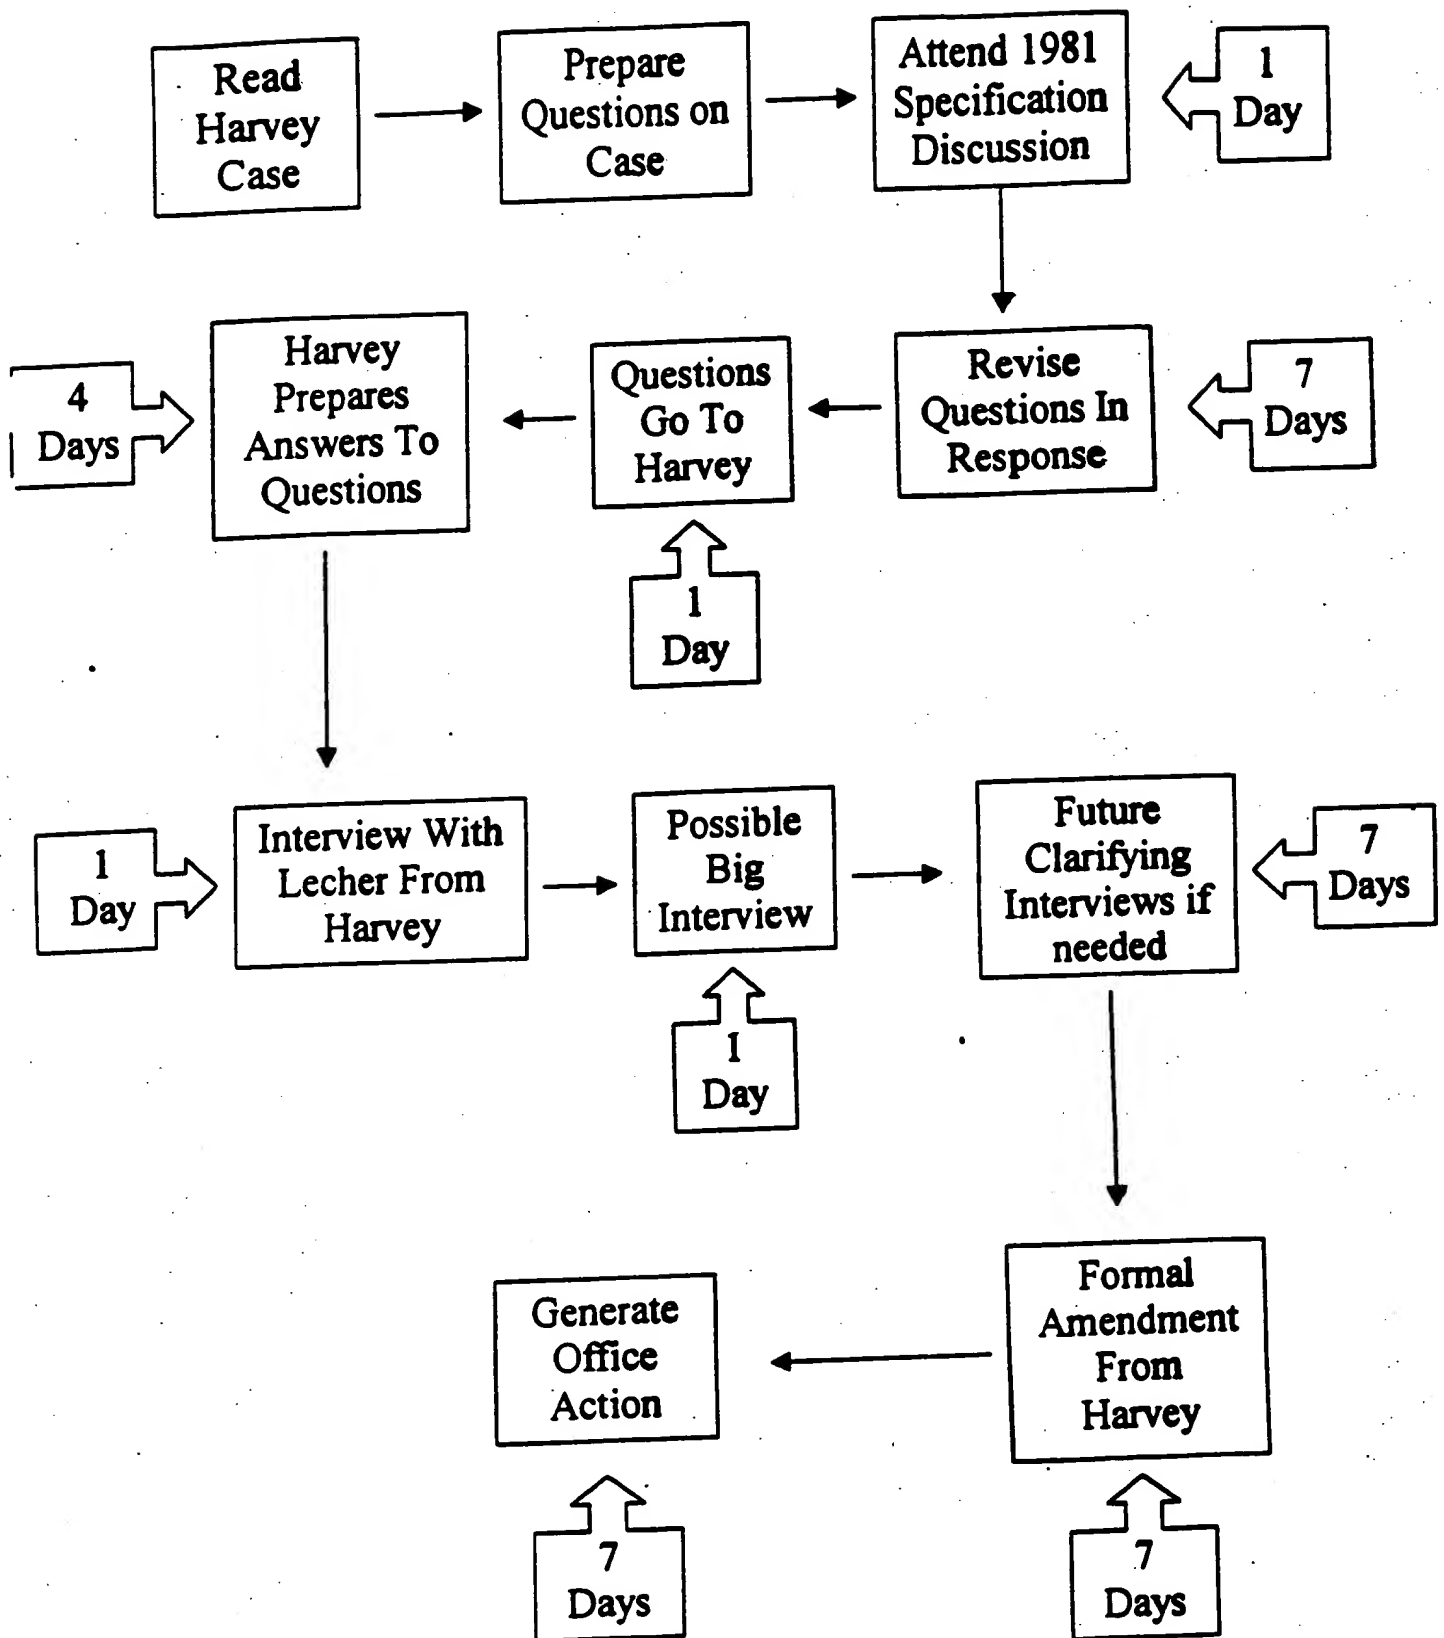 Read
Harvey
Case
Prepare
Questions on
Case
Attend 1981
Specification
Discussion
1
Day
4
Days
Harvey
Prepares
Answers To
Questions
Questions
Go To
Harvey
Revise
Questions In
Response
7
Days
1
Day
1
Day
Interview With
Lecher From
Harvey
Possible
Big
Interview
Future
Clarifying
Interviews if
needed
7
Days
1
Day
Generate
Office
Action
Formal
Amendment
From
Harvey
7
Days
7
Days